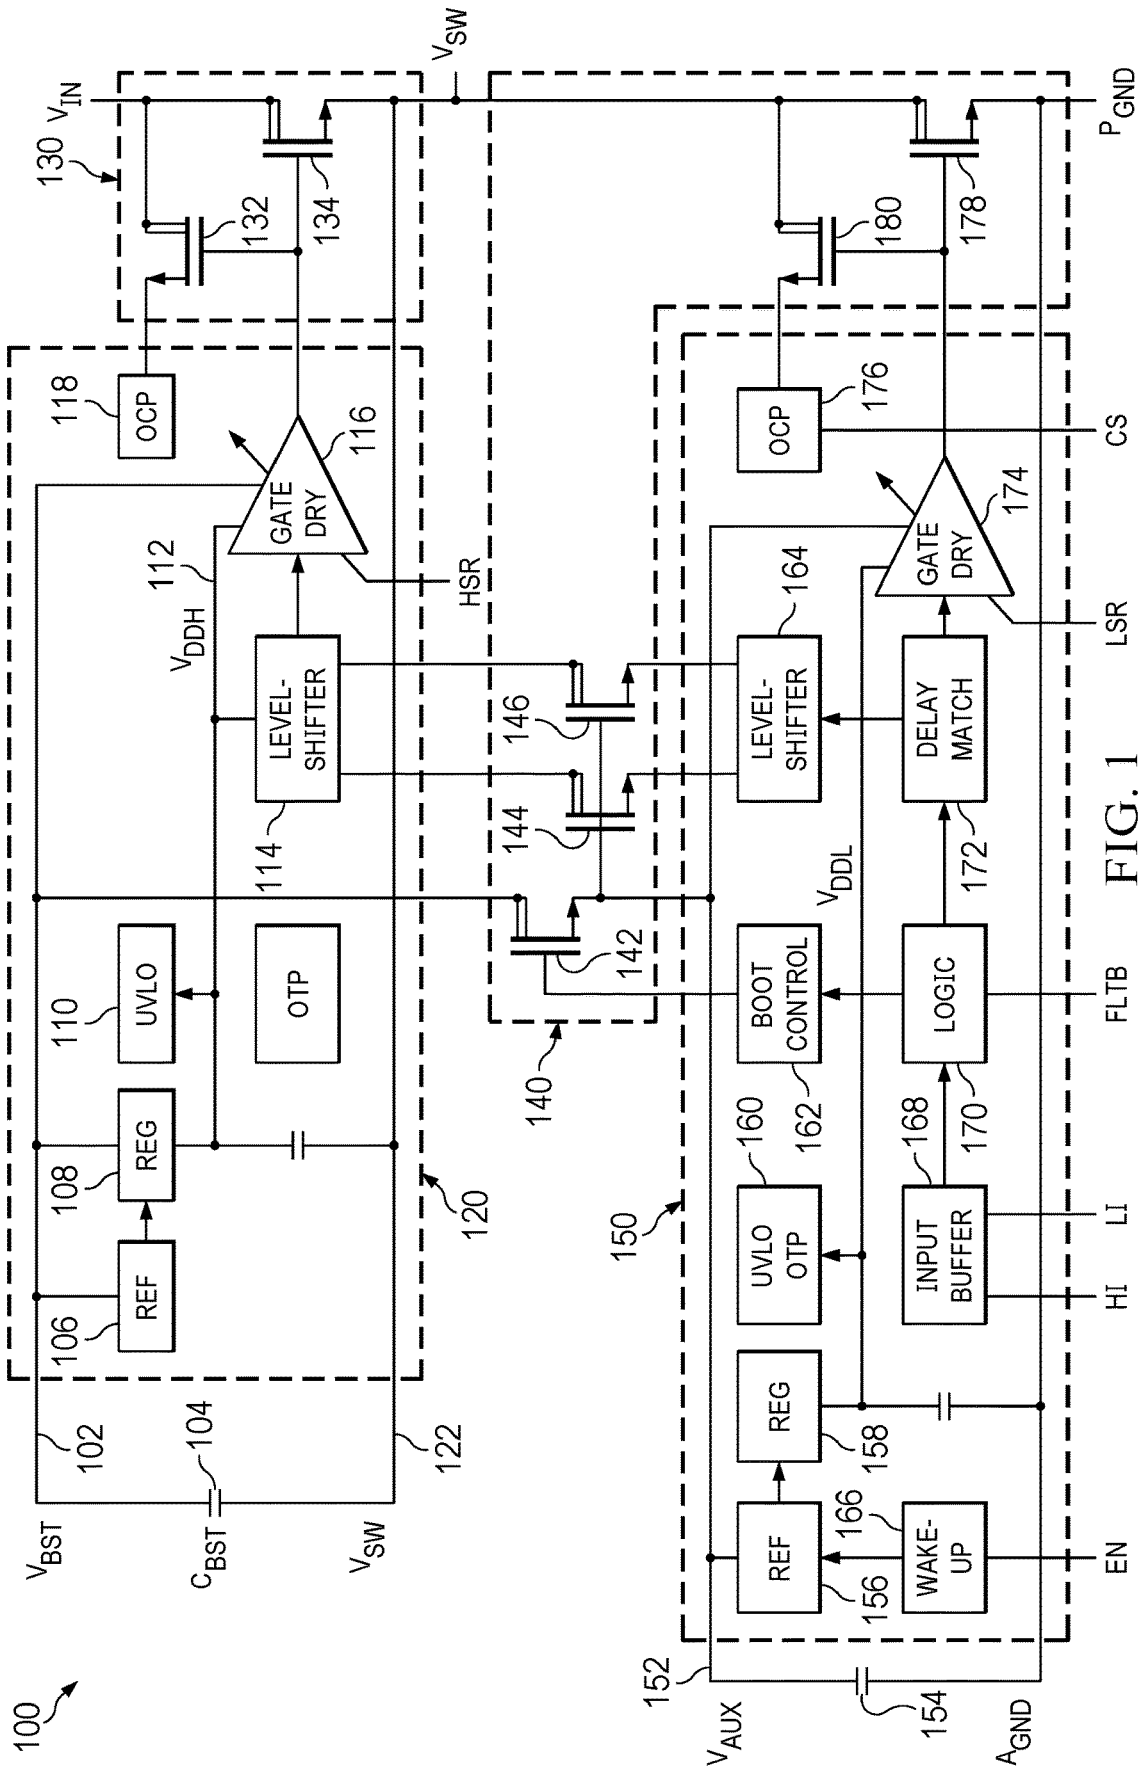 100
V_BST
102
C_BST
104
V_SW
122
106
REF
108
REG
110
UVLO
OTP
120
V_DDH
112
114
LEVEL-
SHIFTER
116
GATE
DRY
HSR
118
OCP
130
V_IN
132
134
V_SW
140
142
144
146
150
V_AUX
152
154
A_GND
156
REF
158
REG
160
UVLO
OTP
162
BOOT
CONTROL
164
LEVEL-
SHIFTER
166
WAKE-
UP
168
INPUT
BUFFER
170
LOGIC
172
DELAY
MATCH
V_DDL
174
GATE
DRY
176
OCP
178
180
EN
HI
LI
FLTB
LSR
CS
P_GND
FIG. 1